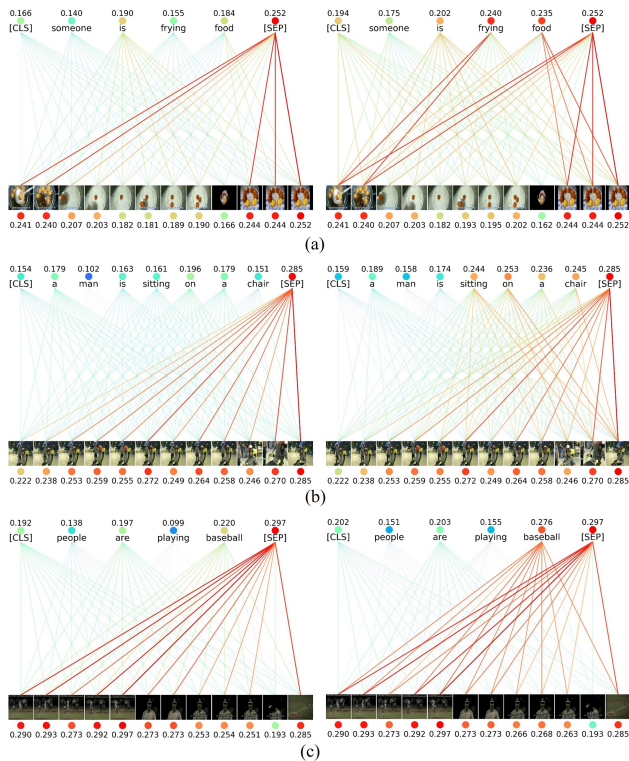 0.166 0.140 0.190 0.155 0.184 0.252
[CLS] someone is frying food [SEP]
0.241 0.240 0.207 0.203 0.182 0.181 0.189 0.190 0.166 0.244 0.244 0.252
0.194 0.175 0.202 0.240 0.235 0.252
[CLS] someone is frying food [SEP]
0.241 0.240 0.207 0.203 0.202 0.193 0.195 0.202 0.162 0.244 0.244 0.252
(a)
0.154 0.179 0.102 0.163 0.161 0.196 0.179 0.151 0.285
[CLS] a man is sitting on a chair [SEP]
0.222 0.238 0.253 0.259 0.255 0.272 0.249 0.264 0.258 0.246 0.270 0.285
0.159 0.189 0.158 0.174 0.244 0.253 0.236 0.245 0.285
[CLS] a man is sitting on a chair [SEP]
0.222 0.238 0.253 0.259 0.255 0.272 0.249 0.264 0.258 0.246 0.270 0.285
(b)
0.192 0.138 0.197 0.099 0.220 0.297
[CLS] people are playing baseball [SEP]
0.290 0.293 0.273 0.292 0.297 0.273 0.273 0.253 0.254 0.251 0.193 0.285
0.202 0.151 0.203 0.155 0.276 0.297
[CLS] people are playing baseball [SEP]
0.290 0.293 0.273 0.292 0.297 0.273 0.273 0.266 0.268 0.263 0.193 0.285
(c)